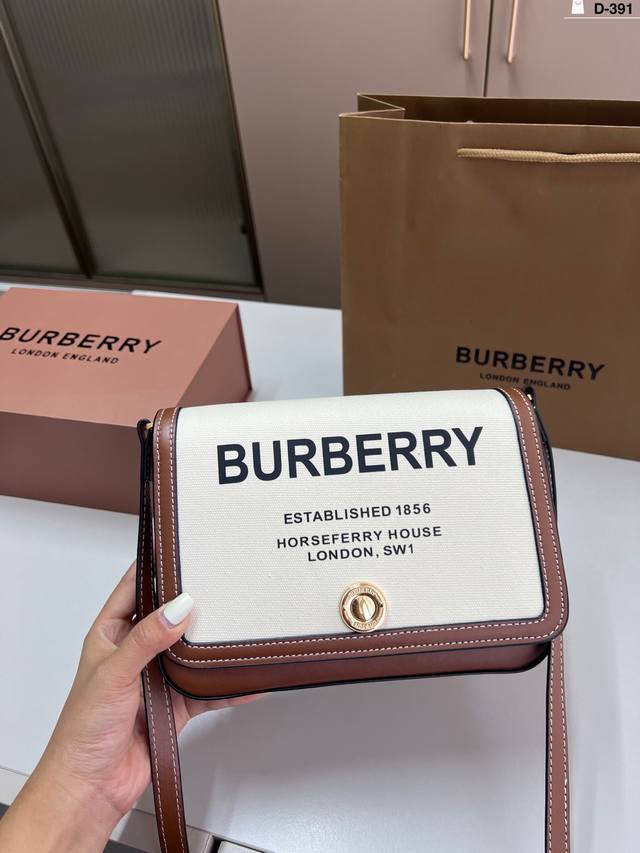 D-391
BURBERRY
LONDON ENGLAND
BURBERRY
LONDON ENGLAND
BURBERRY
ESTABLISHED 1856
HORSEFERRY HOUSE
LONDON, SW1